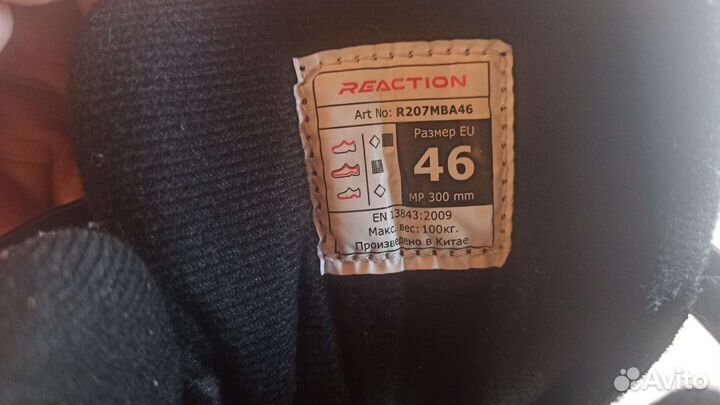 REACTION
Art No: R207MBA46
Размер EU
46
MP 300 mm
EN 13843:2009
Макс. вес: 100кг.
Произведено в Китае
Avito